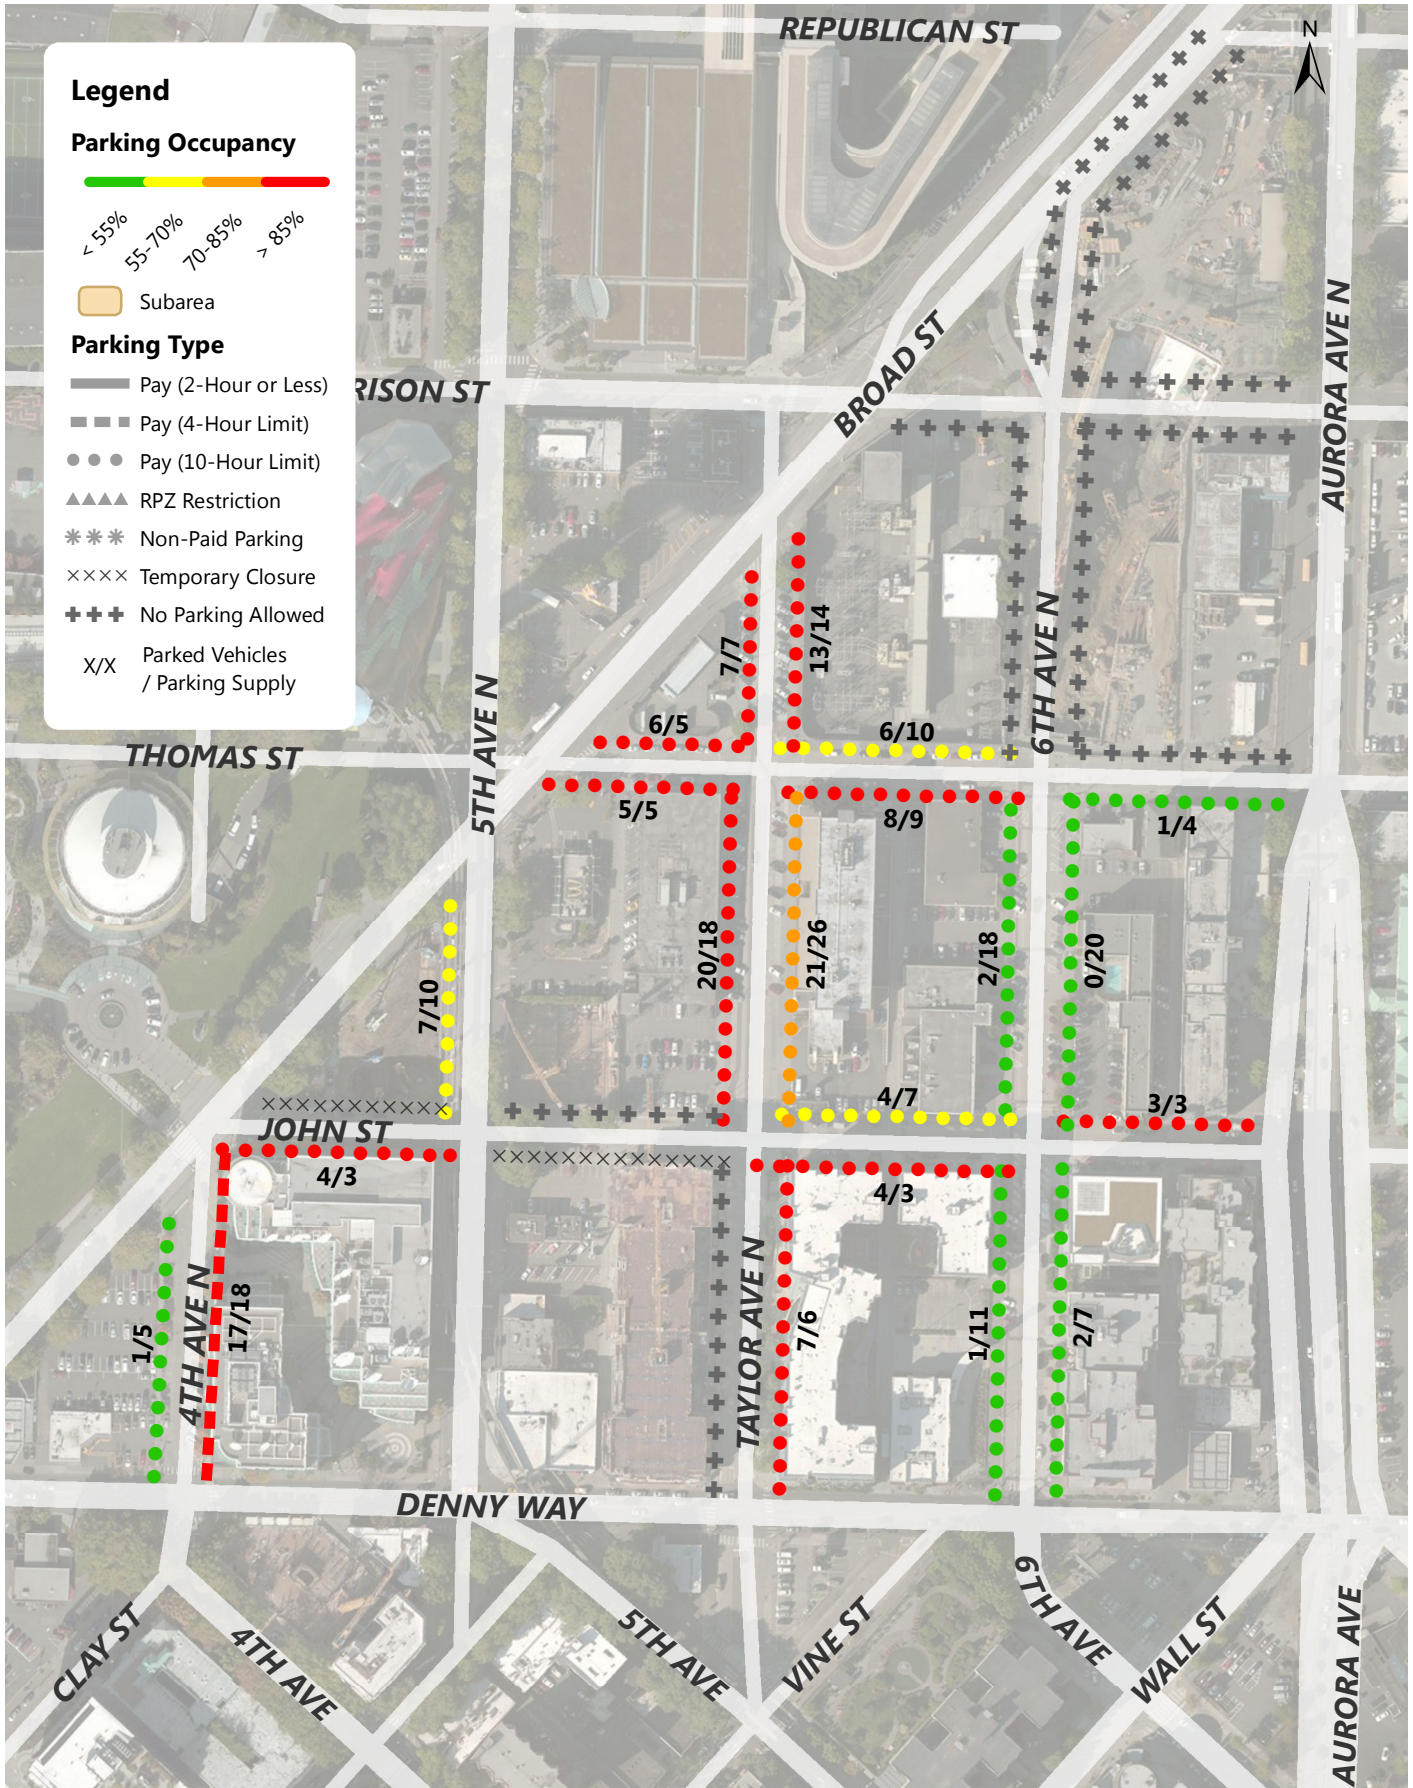 REPUBLICAN ST
N
Legend
Parking Occupancy
< 55%
55-70%
70-85%
> 85%
Subarea
Parking Type
Pay (2-Hour or Less)
Pay (4-Hour Limit)
Pay (10-Hour Limit)
RPZ Restriction
Non-Paid Parking
Temporary Closure
No Parking Allowed
X/X
Parked Vehicles
/ Parking Supply
RISON ST
BROAD ST
AURORA AVE N
6TH AVE N
5TH AVE N
THOMAS ST
7/7
13/14
6/5
6/10
5/5
8/9
1/4
7/10
20/18
21/26
2/18
0/20
4/7
3/3
JOHN ST
4/3
4/3
1/5
4TH AVE N
17/18
TAYLOR AVE N
7/6
1/11
2/7
DENNY WAY
CLAY ST
4TH AVE
5TH AVE
VINE ST
6TH AVE
WALL ST
AURORA AVE